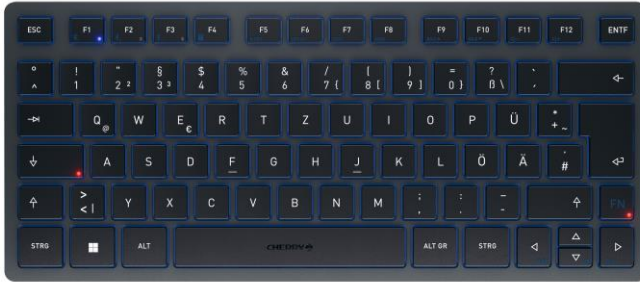 ESC F1 F2 F3 F4 F5 F6 F7 F8 F9 F10 F11 F12 ENTF
° ^ ! 1 " 2 ² § 3 ³ $ 4 % 5 & 6 / 7 { ( 8 [ ) 9 ] = 0 } ? ß \ ` ´
Q @ W E € R T Z U I O P Ü * + ~
A S D F G H J K L Ö Ä ' #
> < | Y X C V B N M ; , : . _ -
STRG ALT CHERRY ALT GR STRG
FN